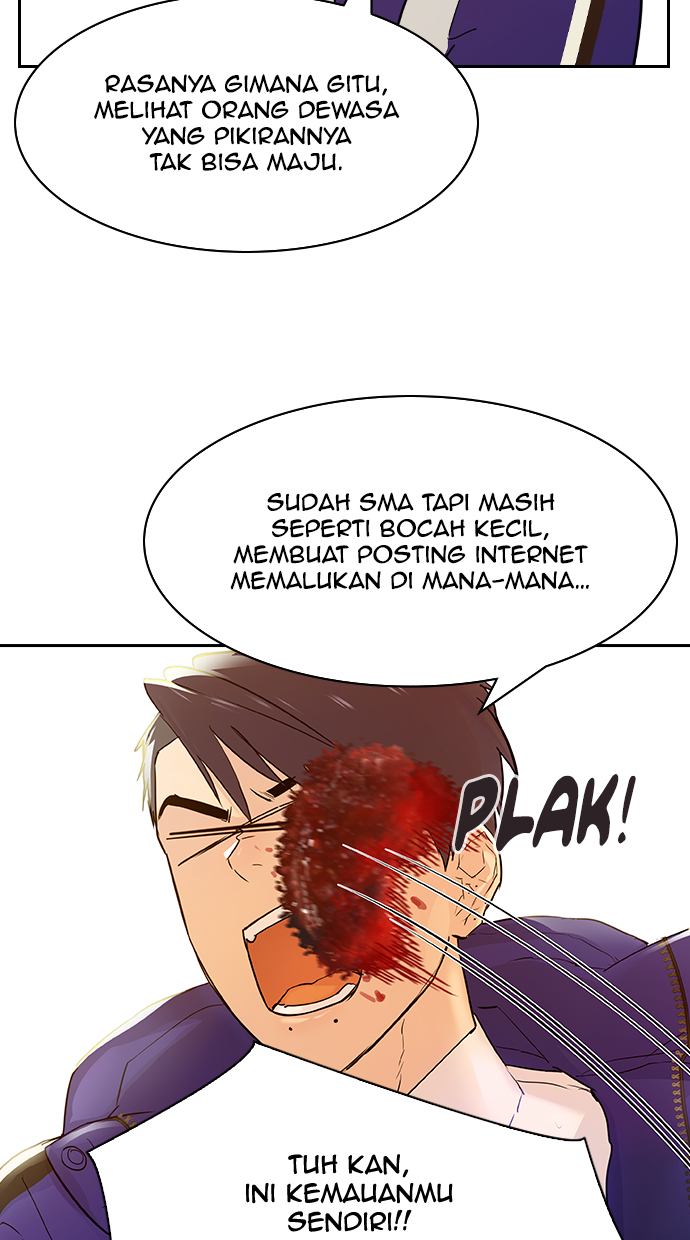 RASANYA GIMANA GITU,
MELIHAT ORANG DEWASA
YANG PIKIRANNYA
TAK BISA MAJU.
SUDAH SMA TAPI MASIH
SEPERTI BOCAH KECIL,
MEMBUAT POSTING INTERNET
MEMALUKAN DI MANA-MANA...
PLAK!
TUH KAN,
INI KEMAUANMU
SENDIRI!!